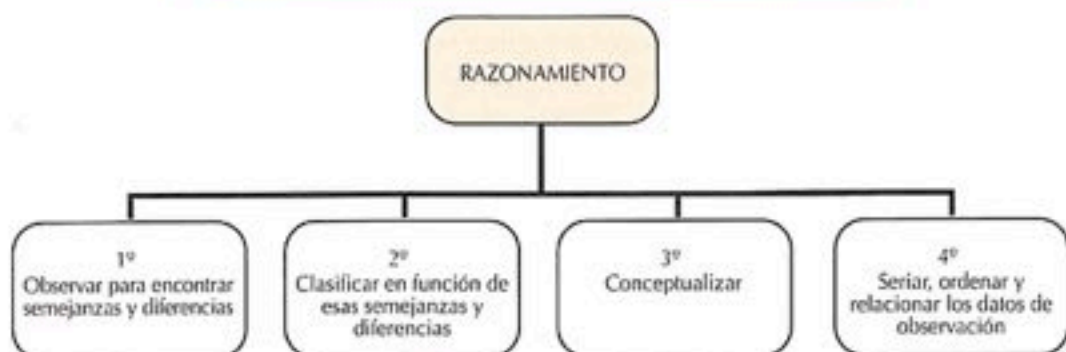 RAZONAMIENTO
1º
Observar para encontrar
semejanzas y diferencias
2º
Clasificar en función de
esas semejanzas y
diferencias
3º
Conceptualizar
4º
Seriar, ordenar y
relacionar los datos de
observación